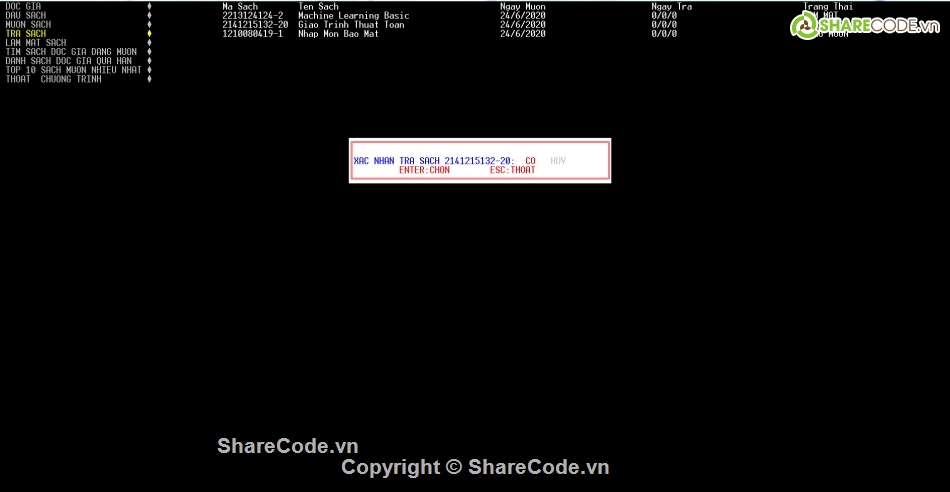 DOC GIA
DAU SACH
MUON SACH
TRA SACH
LAM MAT SACH
TIM SACH DOC GIA DANG MUON
DANH SACH DOC GIA QUA HAN
TOP 10 SACH MUON NHIEU NHAT
THOAT CHUONG TRINH
Ma Sach Ten Sach Ngay Muon Ngay Tra Trang Thai
2213124124-2 Machine Learning Basic 24/6/2020 0/0/0 MAT
2141215132-20 Giao Trinh Thuat Toan 24/6/2020 0/0/0
1210080419-1 Nhap Mon Bao Mat 24/6/2020 0/0/0 MUON
SHARECODE.vn
XAC NHAN TRA SACH 2141215132-20: CO HUY
ENTER:CHON ESC:THOAT
ShareCode.vn
Copyright © ShareCode.vn